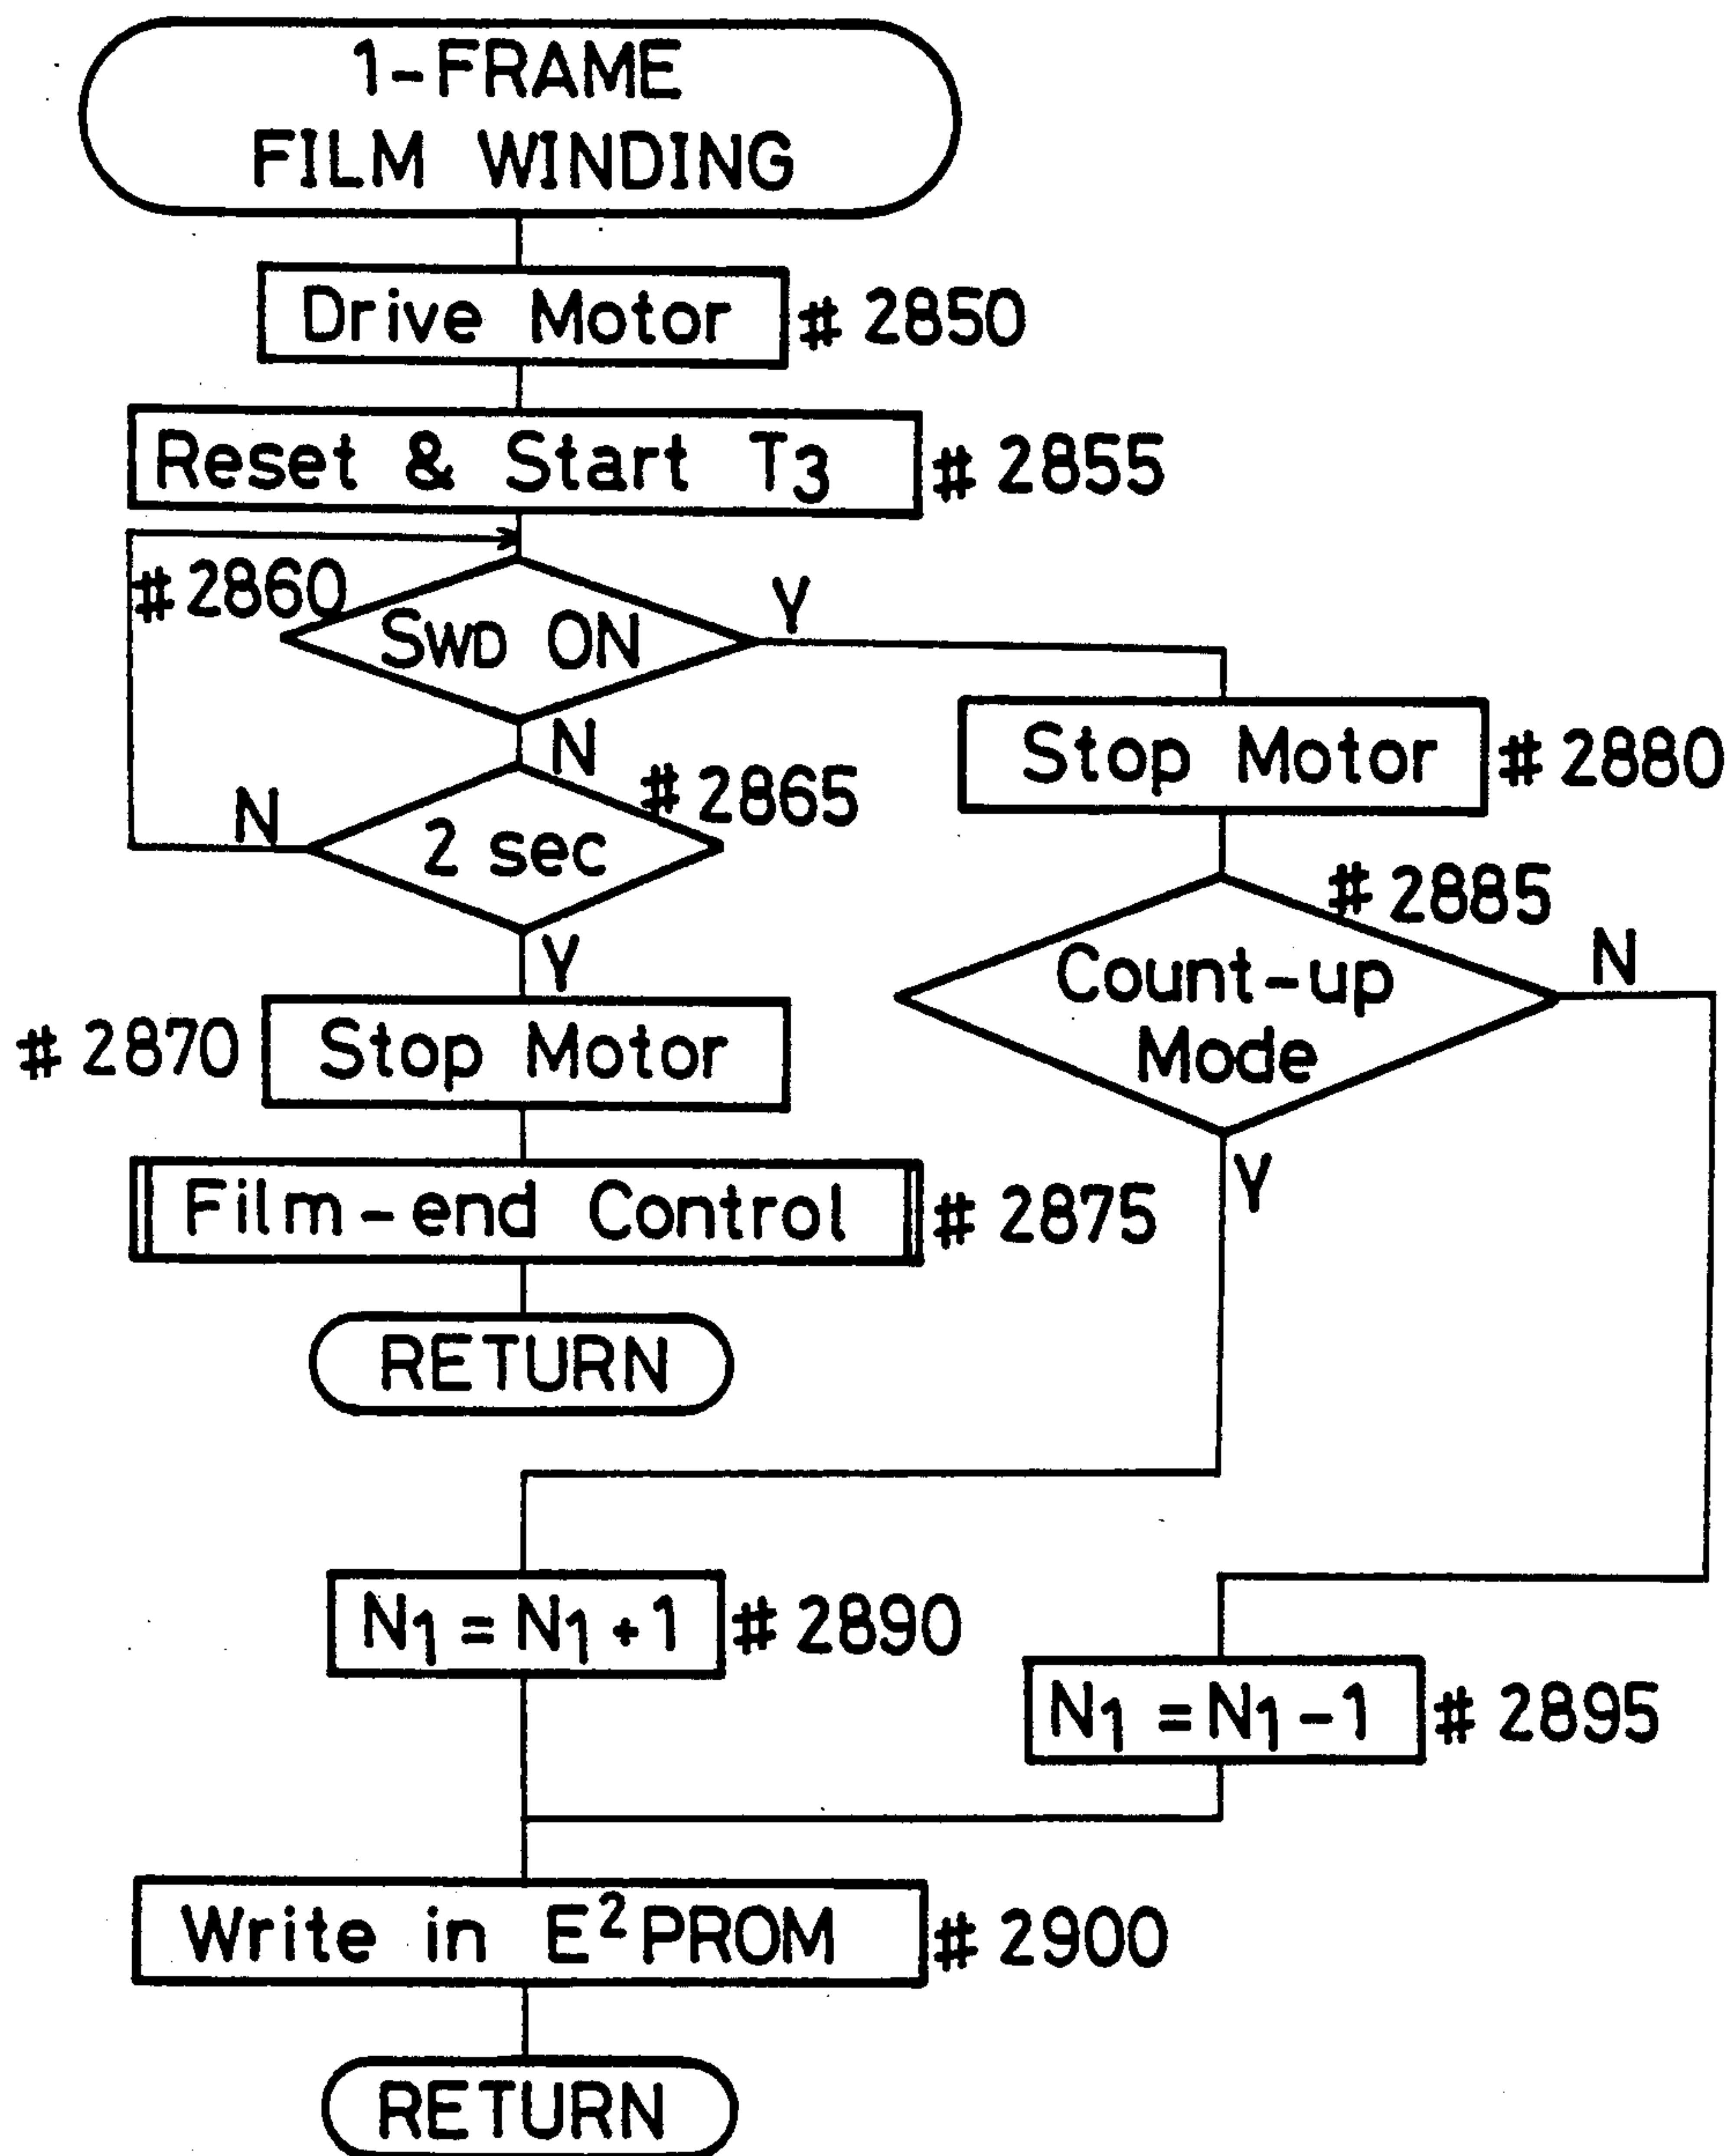 1-FRAME
FILM WINDING
Drive Motor # 2850
Reset & Start T3 # 2855
# 2860
SWD ON
Y
N
Stop Motor # 2880
# 2865
N
2 sec
Y
# 2885
Count-up
Mode
N
Y
# 2870 Stop Motor
Film-end Control # 2875
RETURN
N1 = N1 + 1 # 2890
N1 = N1 - 1 # 2895
Write in E²PROM # 2900
RETURN